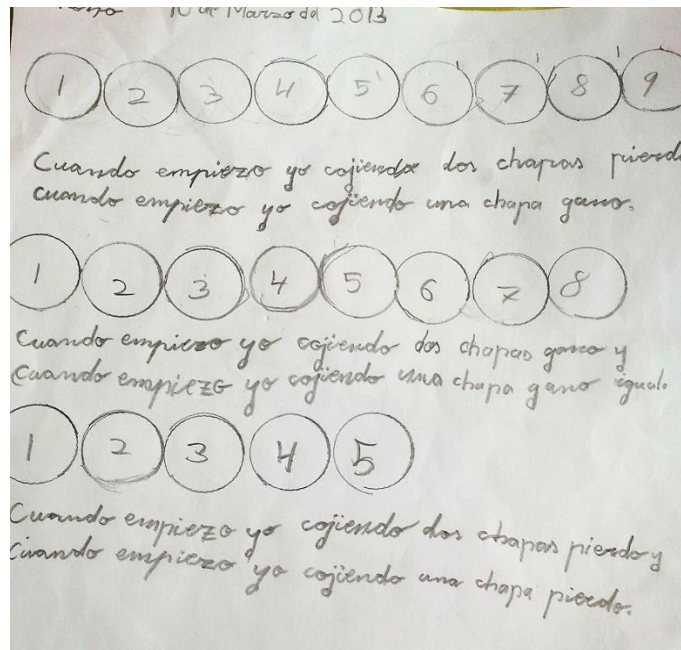 10 de Marzo del 2013
1 2 3 4 5 6 7 8 9
Cuando empiezo yo cojiendo dos chapas pierd
cuando empiezo yo cojiendo una chapa gano.
1 2 3 4 5 6 7 8
Cuando empiezo yo cojiendo dos chapas gano y
Cuando empiezo yo cojiendo una chapa gano igual.
1 2 3 4 5
Cuando empiezo yo cojiendo dos chapas pierdo y
Cuando empiezo yo cojiendo una chapa pierdo.